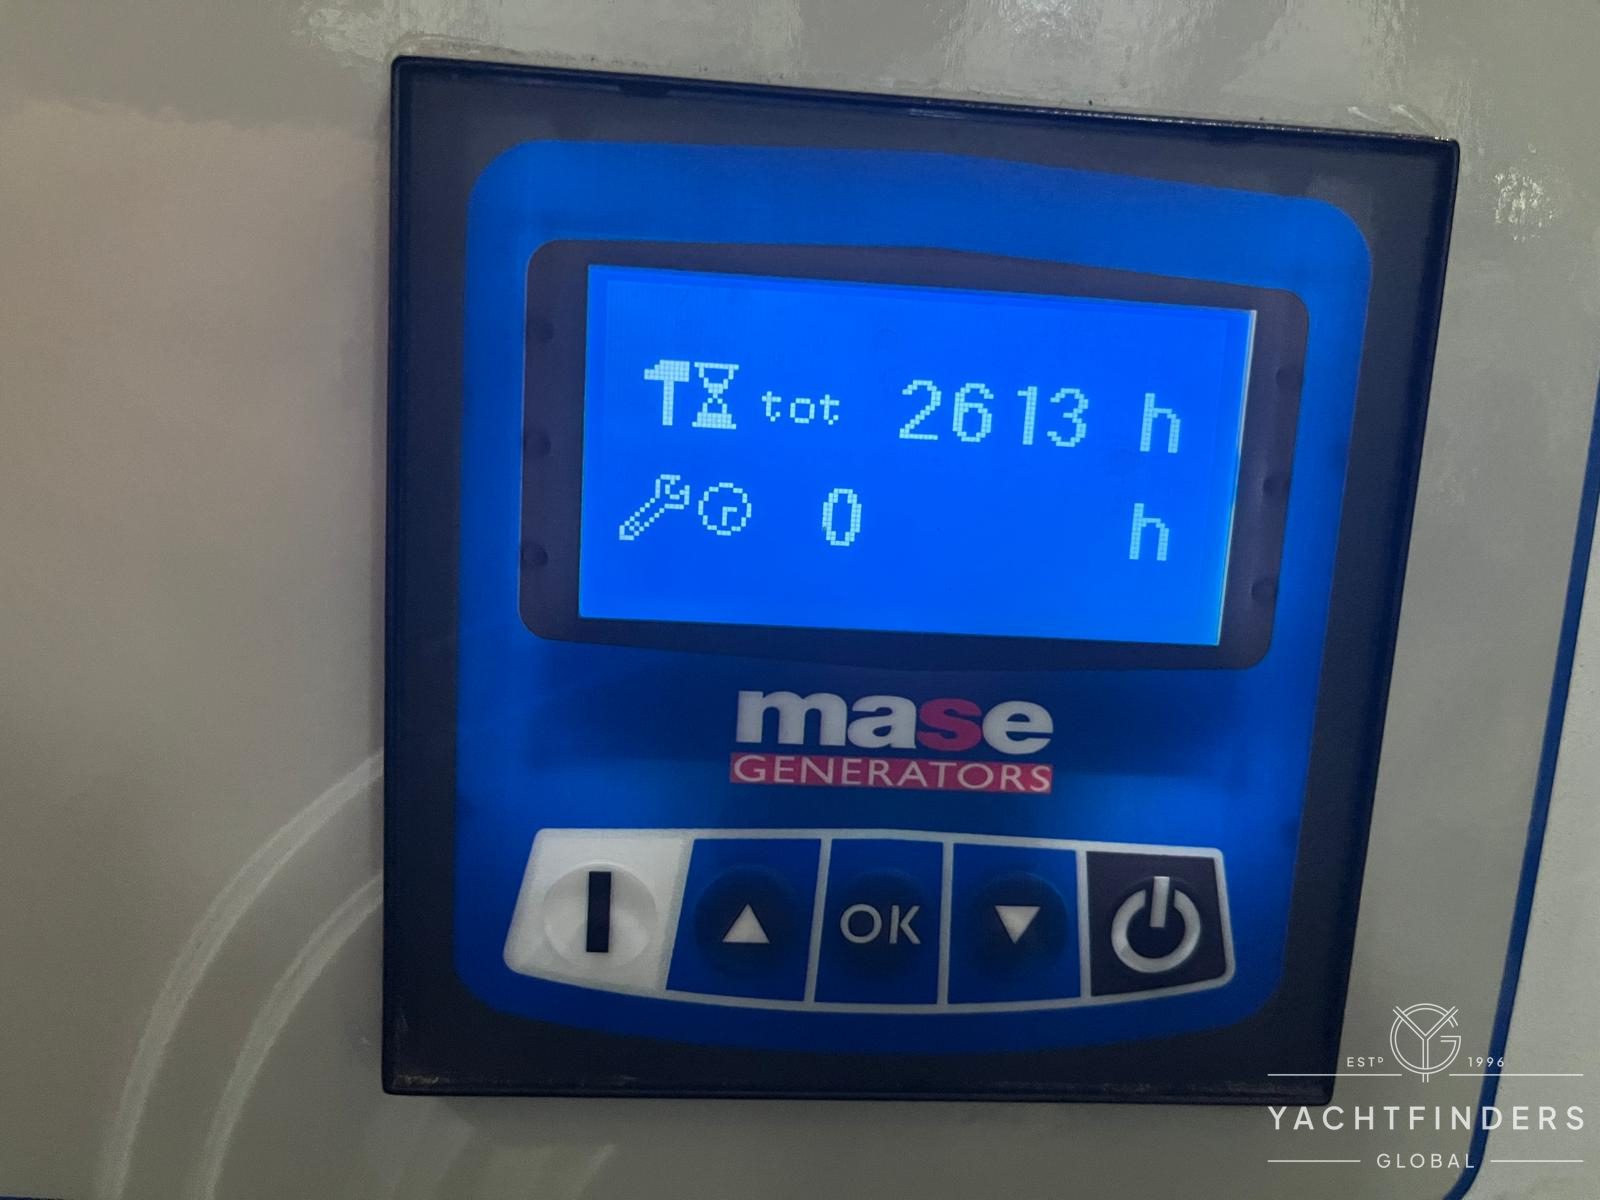 tot 2613 h
0 h
mase
GENERATORS
OK
ESTD 1996
YACHTFINDERS
GLOBAL